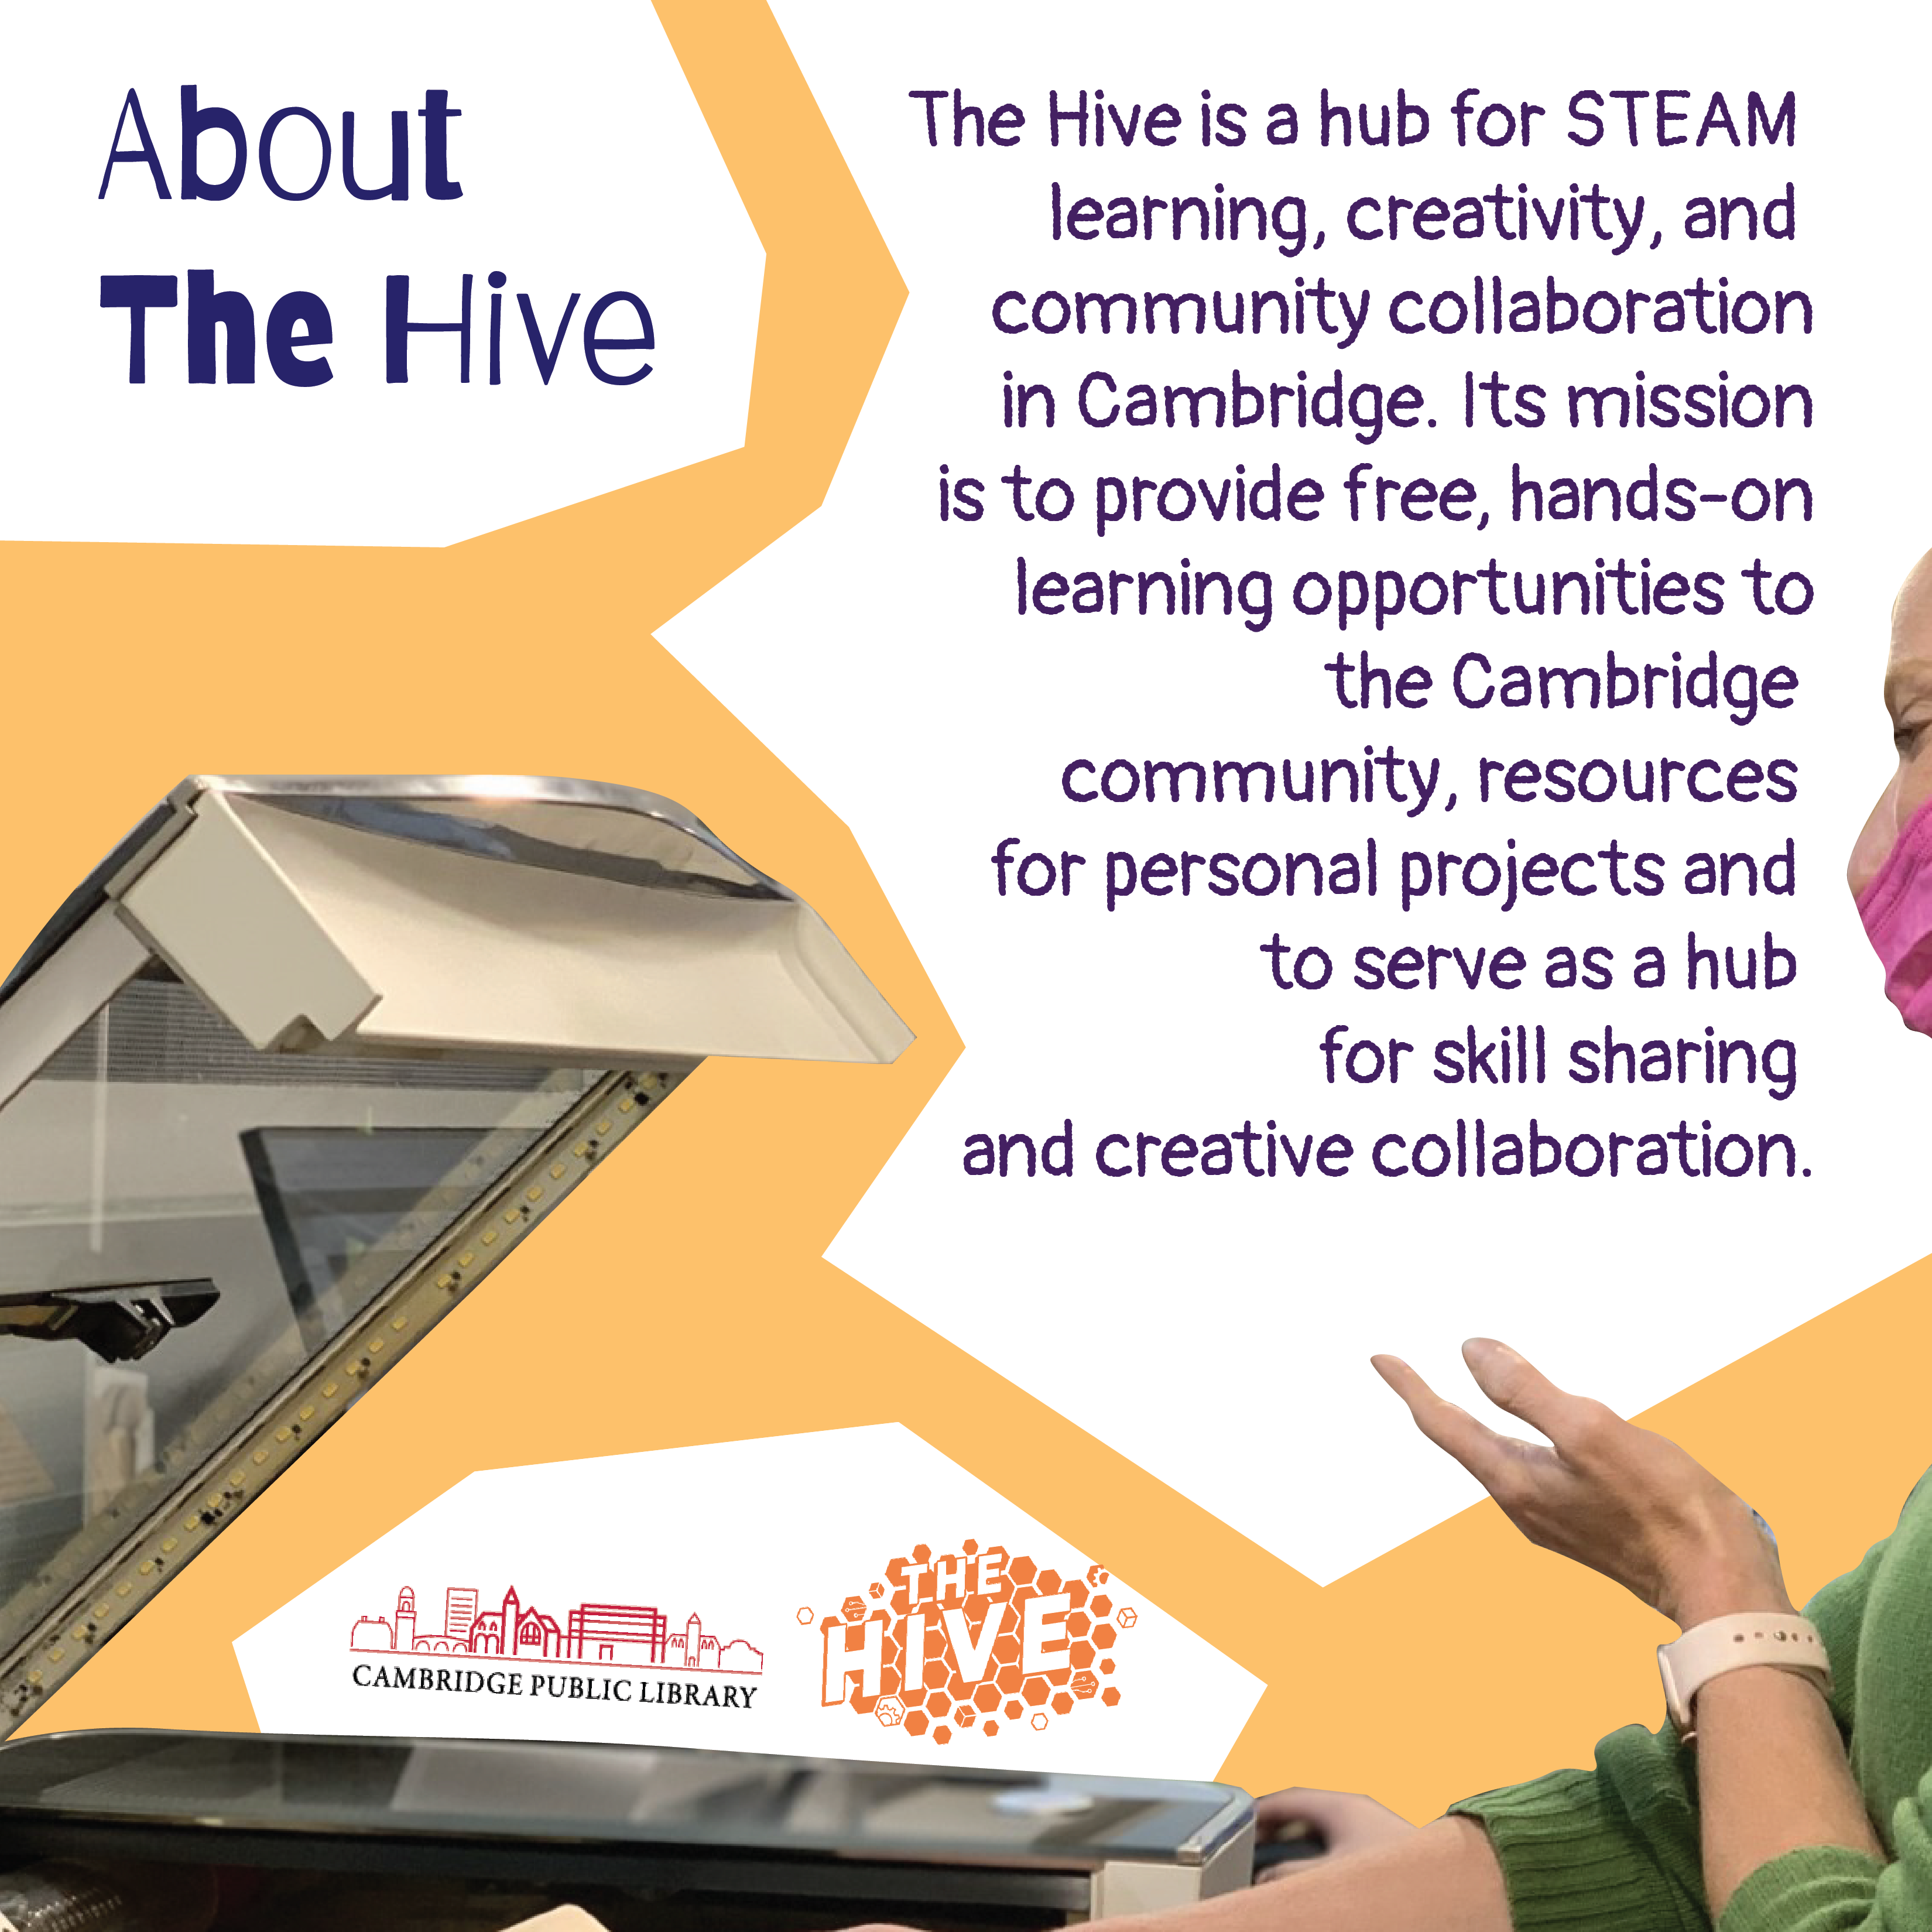 About
The Hive
The Hive is a hub for STEAM
learning, creativity, and
community collaboration
in Cambridge. Its mission
is to provide free, hands-on
learning opportunities to
the Cambridge
community, resources
for personal projects and
to serve as a hub
for skill sharing
and creative collaboration.
CAMBRIDGE PUBLIC LIBRARY
THE
HIVE